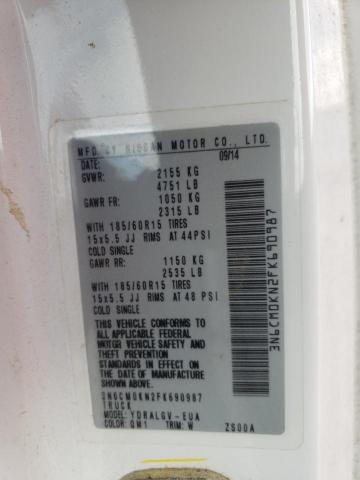 MFD BY NISSAN MOTOR CO., LTD.
DATE: 09/14
GVWR: 2155 KG
4751 LB
GAWR FR: 1050 KG
2315 LB
WITH 185/60R15 TIRES
15x5.5 JJ RIMS AT 44PSI
COLD SINGLE
GAWR RR: 1150 KG
2535 LB
WITH 185/60R15 TIRES
15x5.5 JJ RIMS AT 48 PSI
COLD SINGLE
THIS VEHICLE CONFORMS TO
ALL APPLICABLE FEDERAL
MOTOR VEHICLE SAFETY
STANDARDS IN EFFECT ON
THE DATE OF MANUFACTURE
SHOWN ABOVE.
3N6CM0KN2FK690987
TRUCK
MODEL: YDRALGV-EUA
COLOR: QM1 TRIM: W ZS00A
3N6CM0KN2FK690987